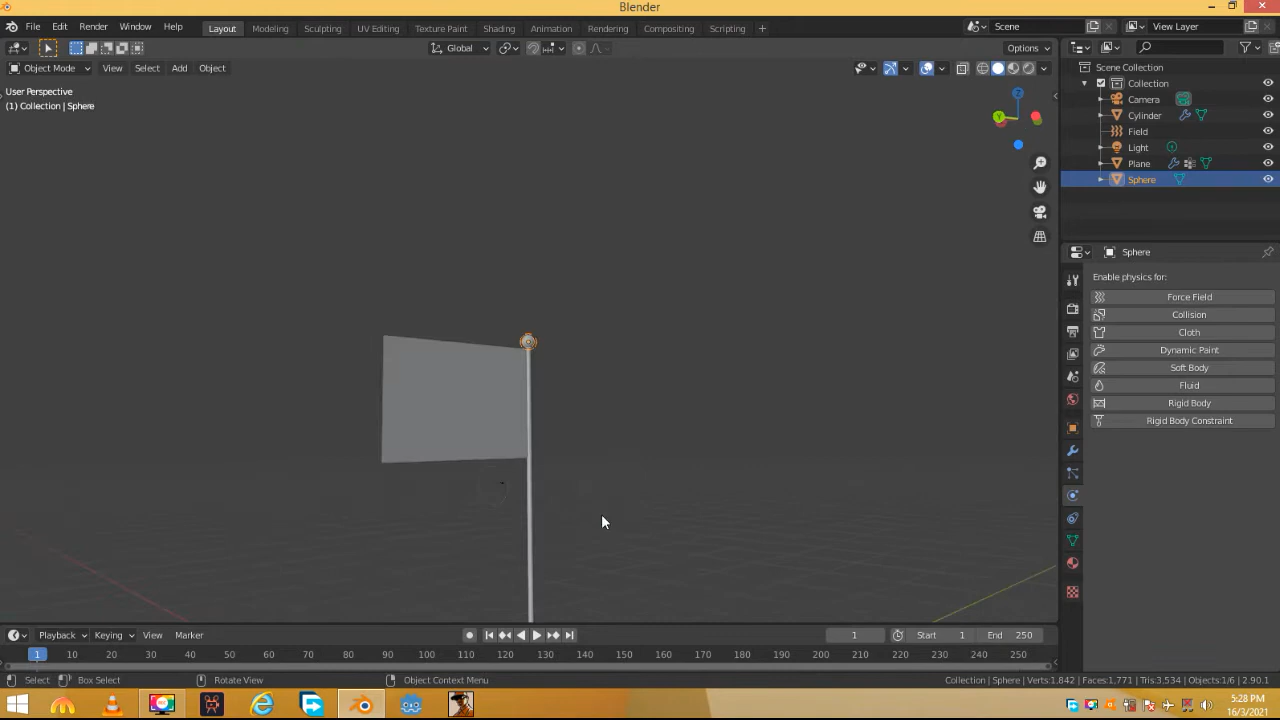 Blender
File Edit Render Window Help Layout Modeling Sculpting UV Editing Texture Paint Shading Animation Rendering Compositing Scripting + Scene View Layer
Global Options
Object Mode View Select Add Object
User Perspective
(1) Collection | Sphere
Z
Y
Scene Collection
Collection
Camera
Cylinder
Field
Light
Plane
Sphere
Sphere
Enable physics for:
Force Field
Collision
Cloth
Dynamic Paint
Soft Body
Fluid
Rigid Body
Rigid Body Constraint
Playback Keying View Marker 1 Start 1 End 250
1 10 20 30 40 50 60 70 80 90 100 110 120 130 140 150 160 170 180 190 200 210 220 230 240 250
Select Box Select Rotate View Object Context Menu Collection | Sphere | Verts:1,842 | Faces:1,771 | Tris:3,534 | Objects:1/6 | 2.90.1
5:28 PM
16/3/2021